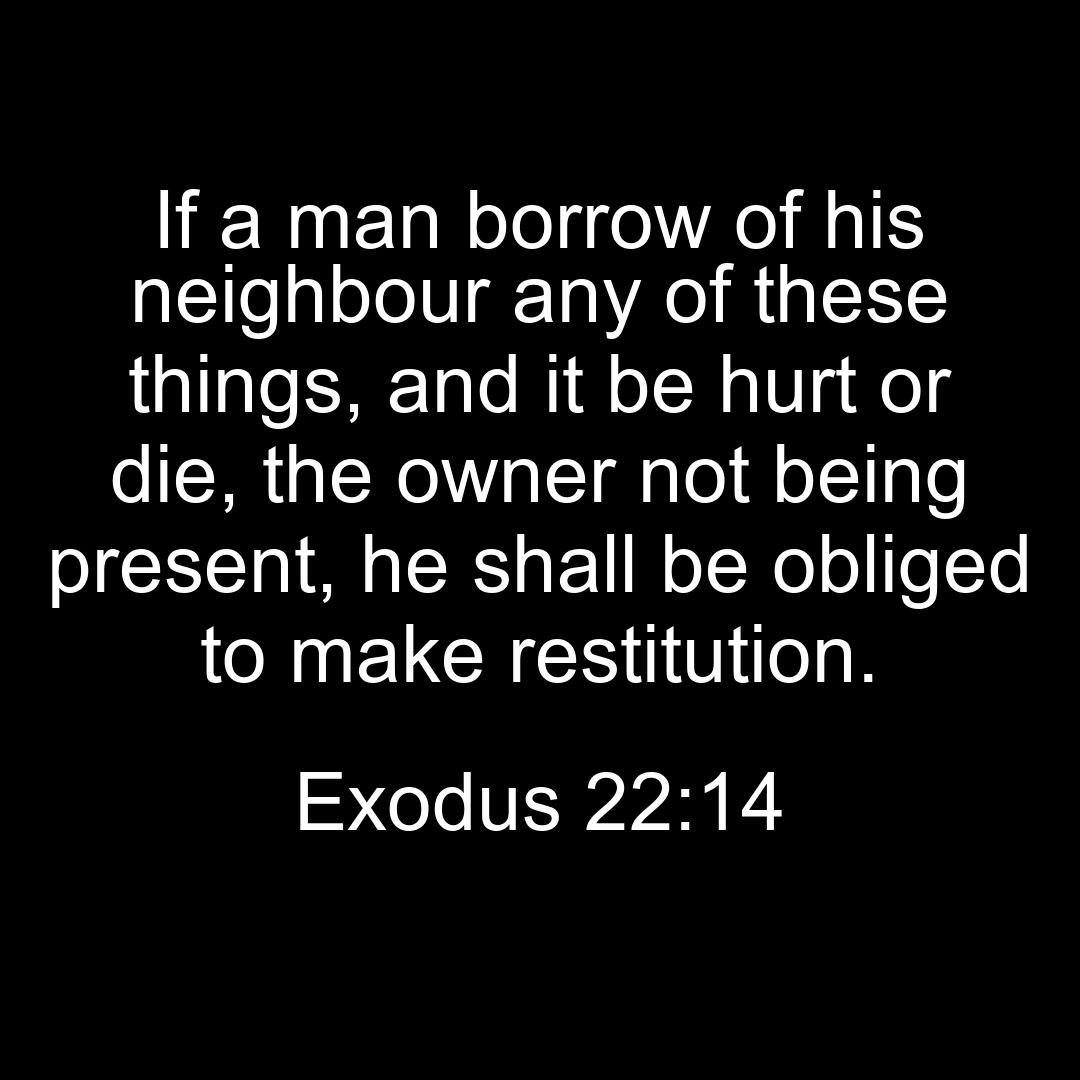 If a man borrow of his
neighbour any of these
things, and it be hurt or
die, the owner not being
present, he shall be obliged
to make restitution.
Exodus 22:14